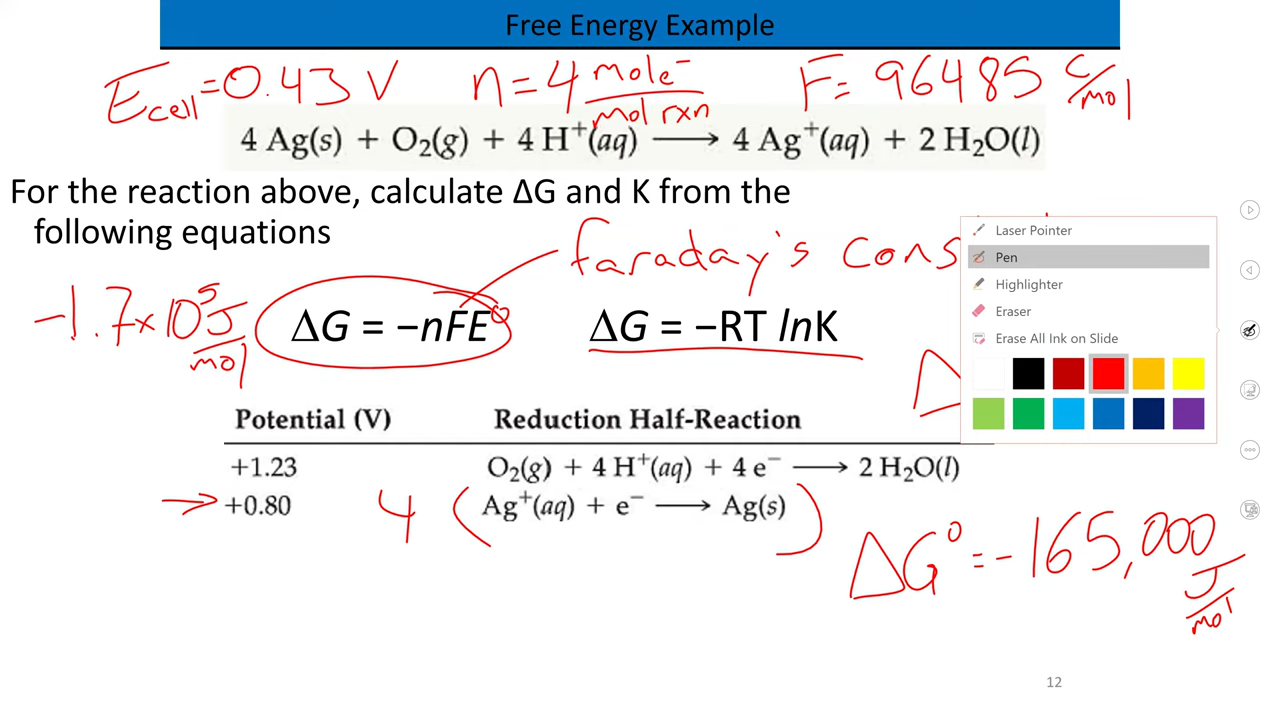 Free Energy Example
Ecell = 0.43 V n = 4 mol e⁻/mol rxn F = 96485 C/mol
4 Ag(s) + O₂(g) + 4 H⁺(aq) ⟶ 4 Ag⁺(aq) + 2 H₂O(l)
For the reaction above, calculate ΔG and K from the
following equations
faraday's cons
Laser Pointer
Pen
Highlighter
Eraser
Erase All Ink on Slide
-1.7 × 10⁵ J/mol ΔG = −nFE⁰ ΔG = −RT lnK
Δ
Potential (V) Reduction Half-Reaction
+1.23 O₂(g) + 4 H⁺(aq) + 4 e⁻ ⟶ 2 H₂O(l)
→ +0.80 4 ( Ag⁺(aq) + e⁻ ⟶ Ag(s) )
ΔG⁰ = -165,000 J/mol
12